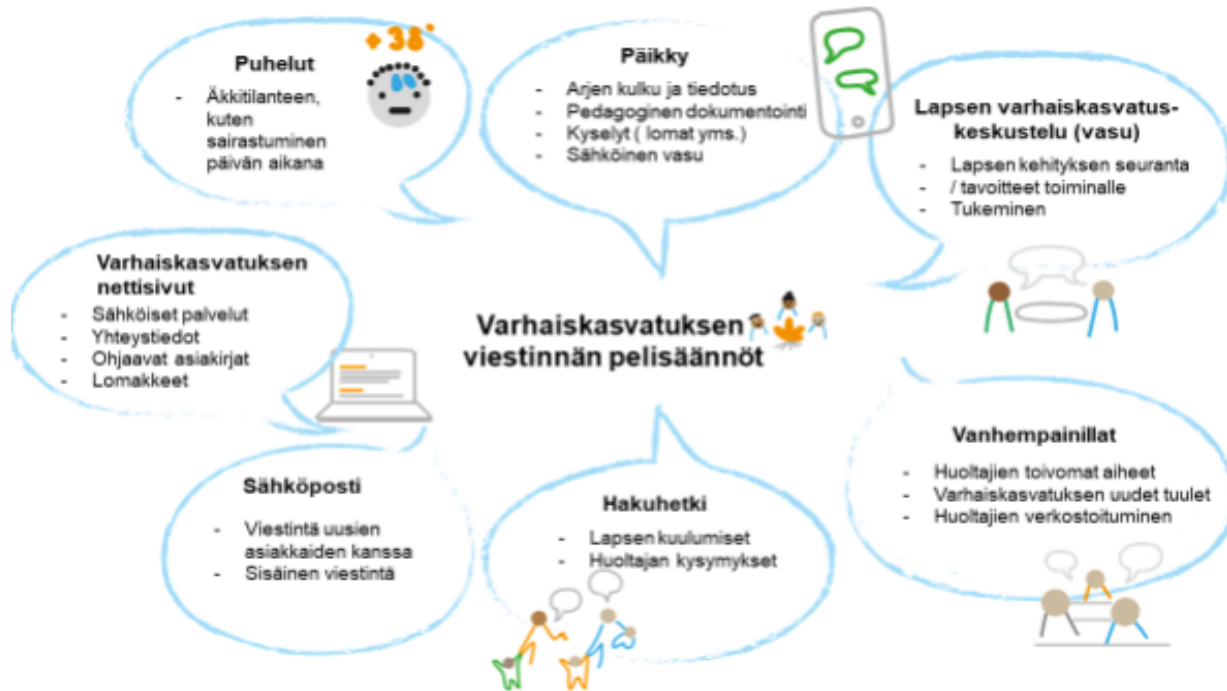 + 38°
Puhelut
- Äkkitilanteen,
kuten
sairastuminen
päivän aikana
Päikky
- Arjen kulku ja tiedotus
- Pedagoginen dokumentointi
- Kyselyt ( lomat yms.)
- Sähköinen vasu
Lapsen varhaiskasvatus-
keskustelu (vasu)
- Lapsen kehityksen seuranta
- / tavoitteet toiminalle
- Tukeminen
Varhaiskasvatuksen
nettisivut
- Sähköiset palvelut
- Yhteystiedot
- Ohjaavat asiakirjat
- Lomakkeet
Varhaiskasvatuksen
viestinnän pelisäännöt
Sähköposti
- Viestintä uusien
asiakkaiden kanssa
- Sisäinen viestintä
Hakuhetki
- Lapsen kuulumiset
- Huoltajan kysymykset
Vanhempainillat
- Huoltajien toivomat aiheet
- Varhaiskasvatuksen uudet tuulet
- Huoltajien verkostoituminen